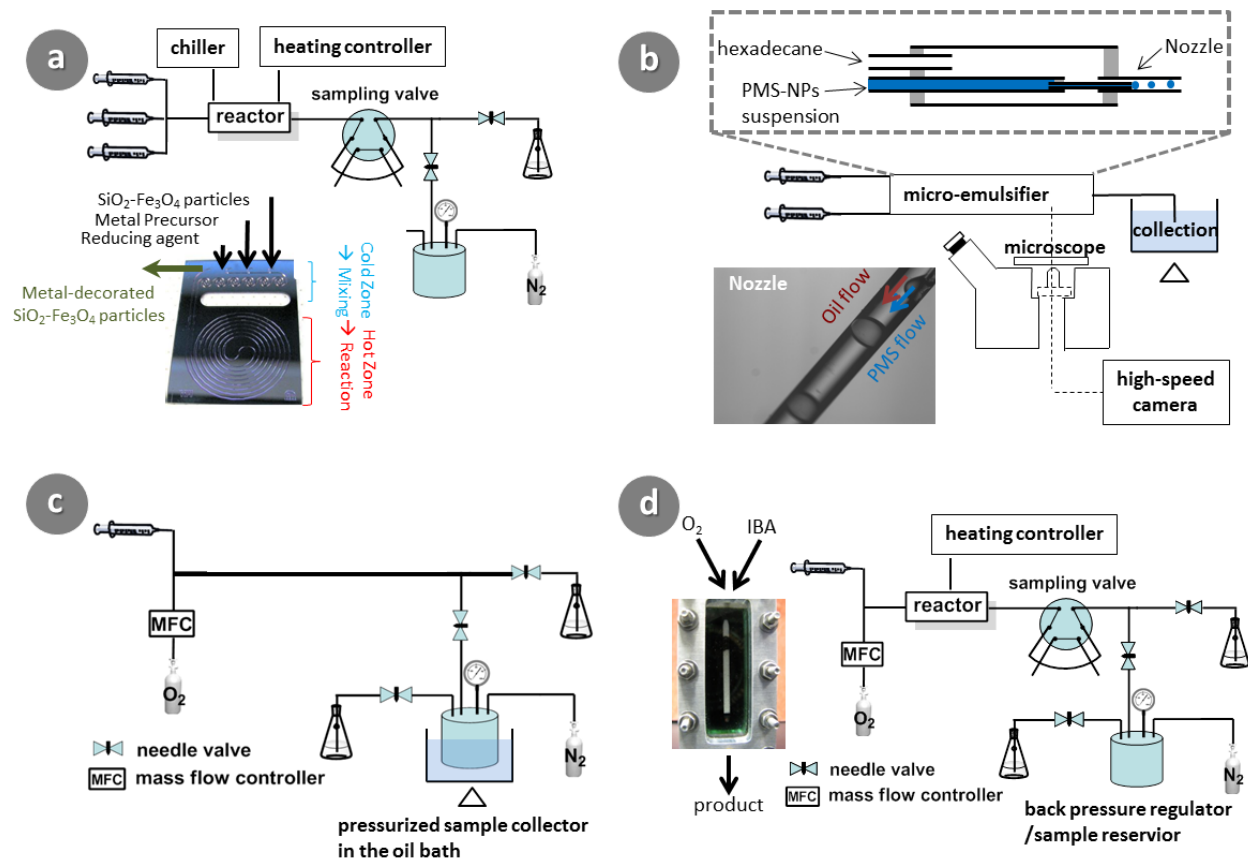 a
chiller
heating controller
reactor
sampling valve
SiO₂-Fe₃O₄ particles
Metal Precursor
Reducing agent
Metal-decorated
SiO₂-Fe₃O₄ particles
Cold Zone
→ Mixing
Hot Zone
→ Reaction
N₂
b
hexadecane
Nozzle
PMS-NPs
suspension
micro-emulsifier
collection
microscope
Nozzle
Oil flow
PMS flow
high-speed
camera
c
MFC
O₂
N₂
needle valve
MFC mass flow controller
pressurized sample collector
in the oil bath
d
O₂ IBA
product
heating controller
reactor
sampling valve
MFC
O₂
N₂
needle valve
MFC mass flow controller
back pressure regulator
/sample reservior